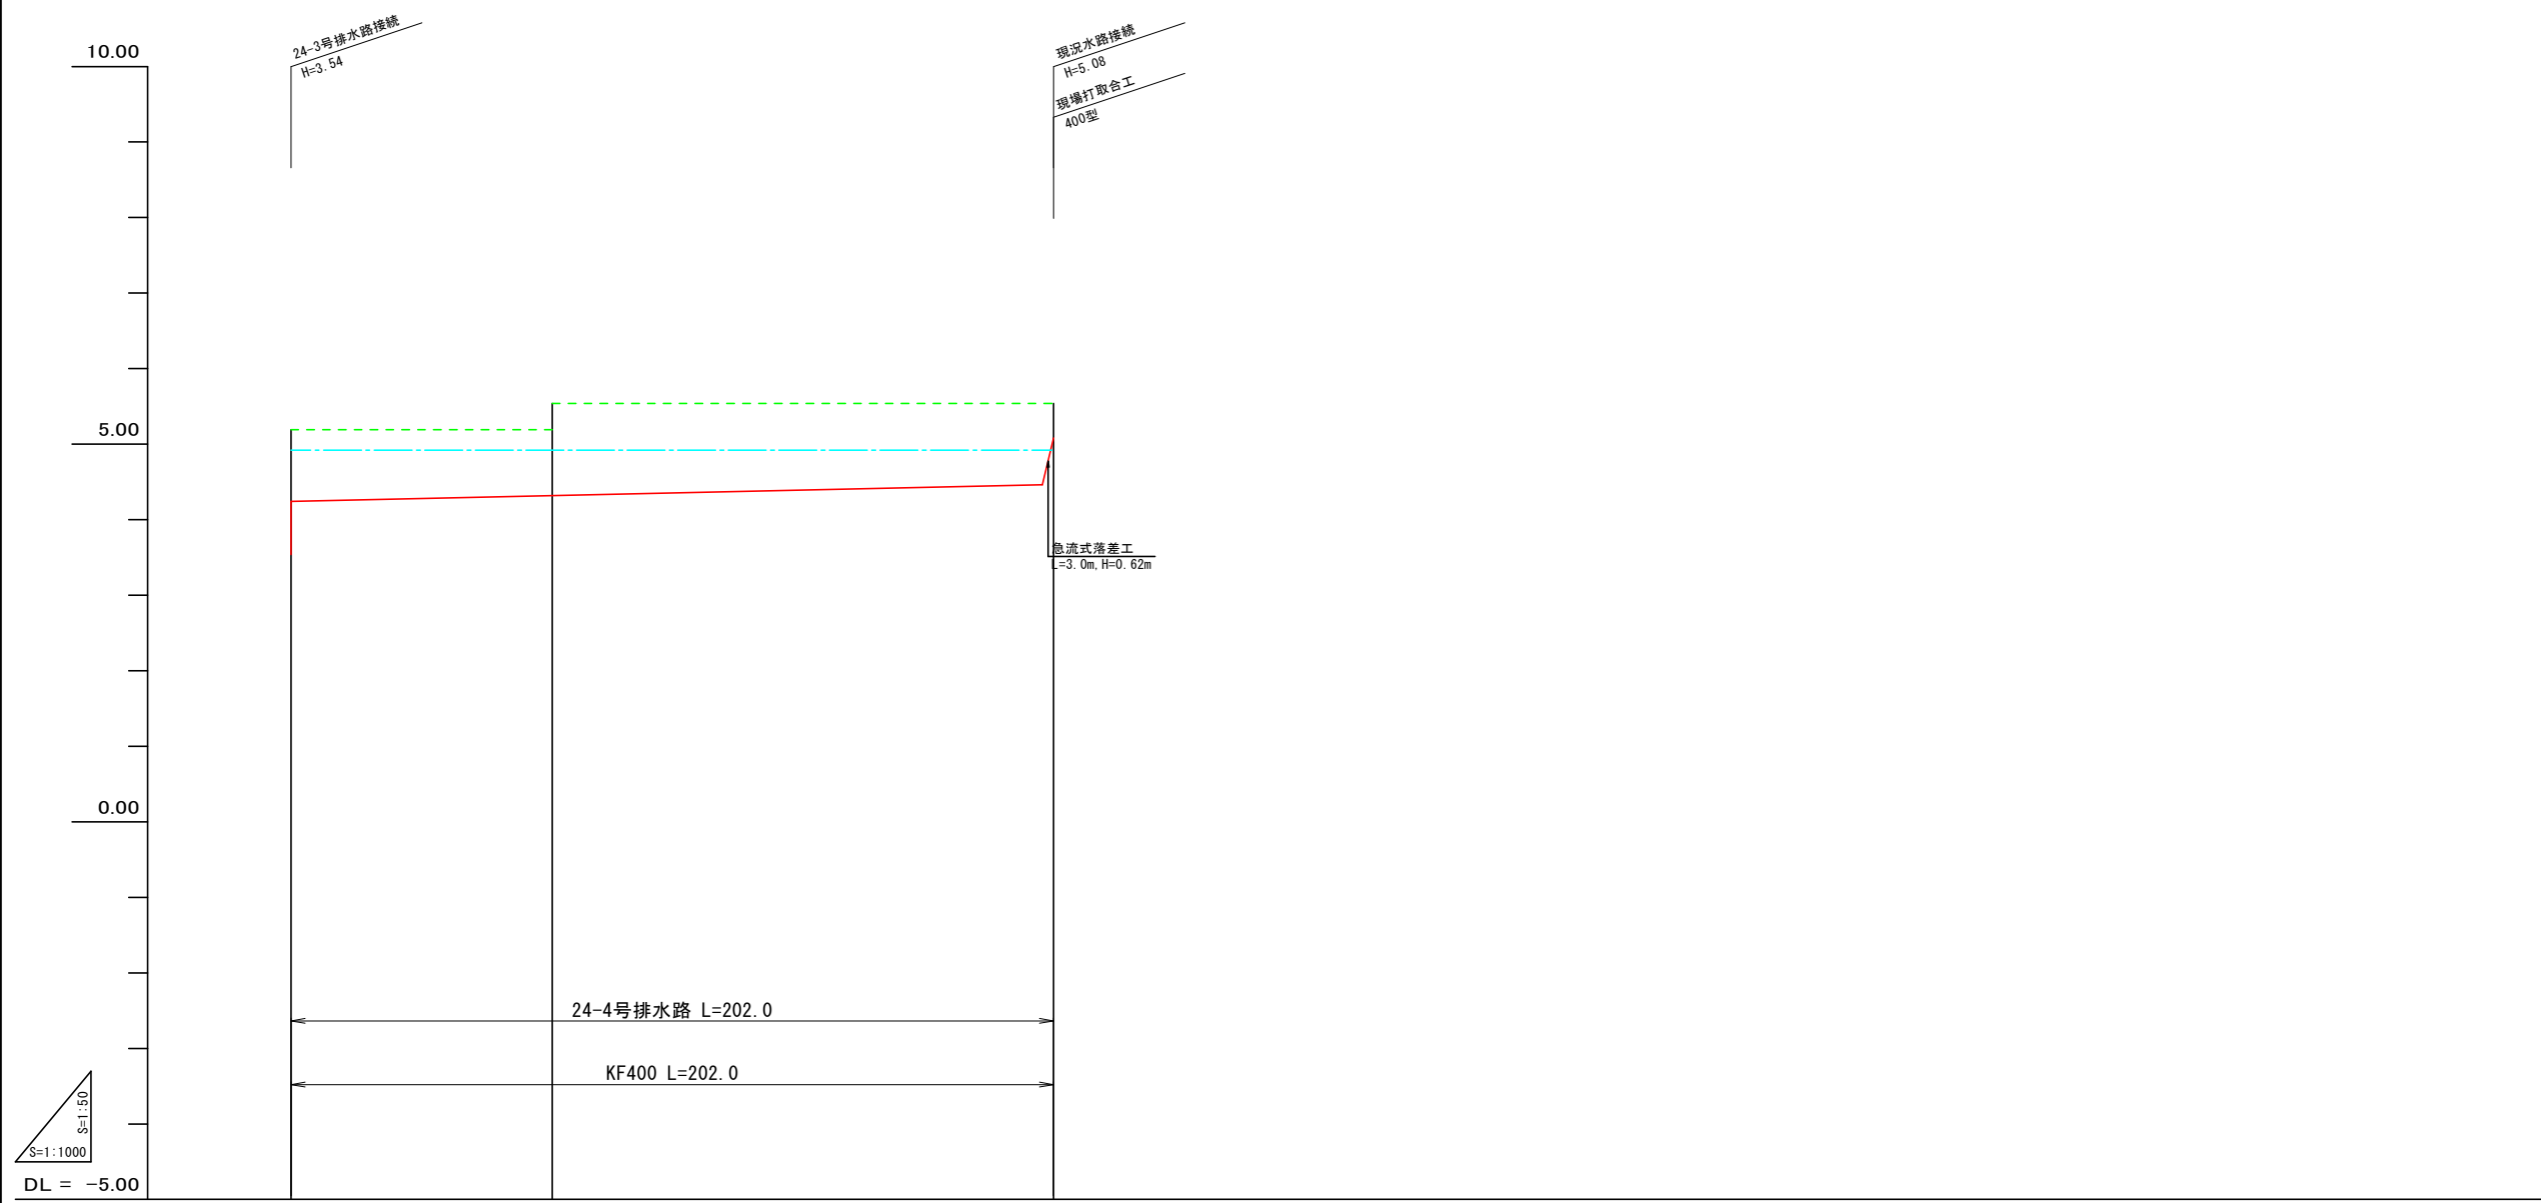 24-3号排水路接続
H=3.54
現況水路接続
H=5.08
現場打取合工
400型
10.00
5.00
0.00
急流式落差工
L=3.0m,H=0.62m
24-4号排水路 L=202.0
KF400 L=202.0
S=1:50
S=1:1000
DL = -5.00